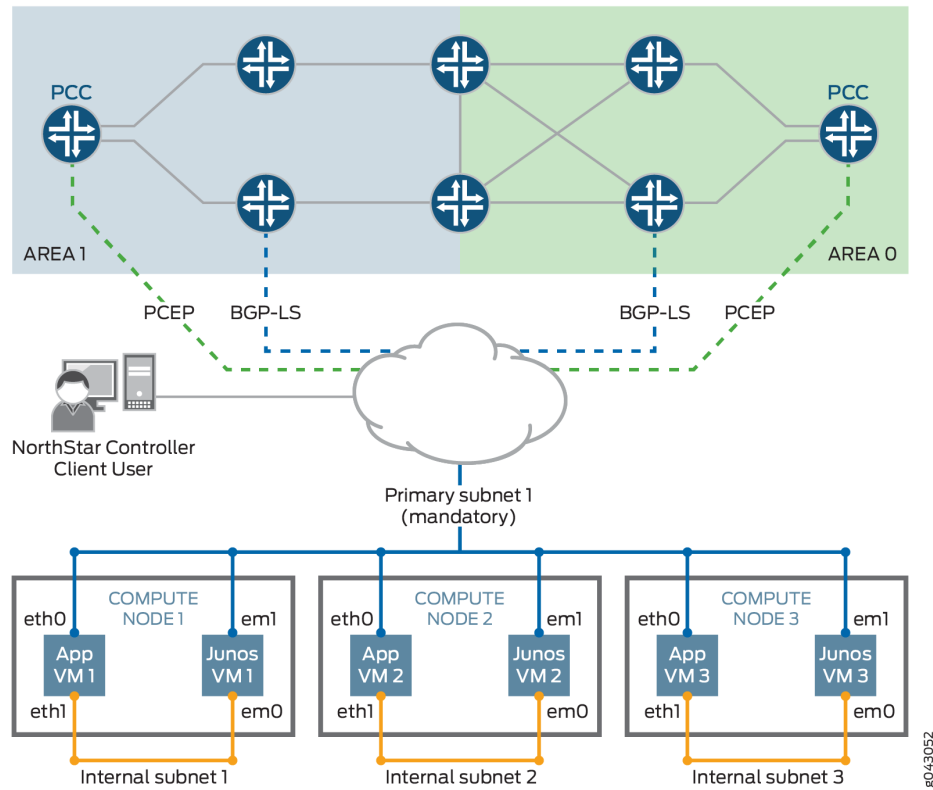 PCC
PCC
AREA 1
AREA 0
PCEP
BGP-LS
BGP-LS
PCEP
NorthStar Controller
Client User
Primary subnet 1
(mandatory)
COMPUTE
NODE 1
eth0
em1
App
VM 1
Junos
VM 1
eth1
em0
Internal subnet 1
COMPUTE
NODE 2
eth0
em1
App
VM 2
Junos
VM 2
eth1
em0
Internal subnet 2
COMPUTE
NODE 3
eth0
em1
App
VM 3
Junos
VM 3
eth1
em0
Internal subnet 3
g043052